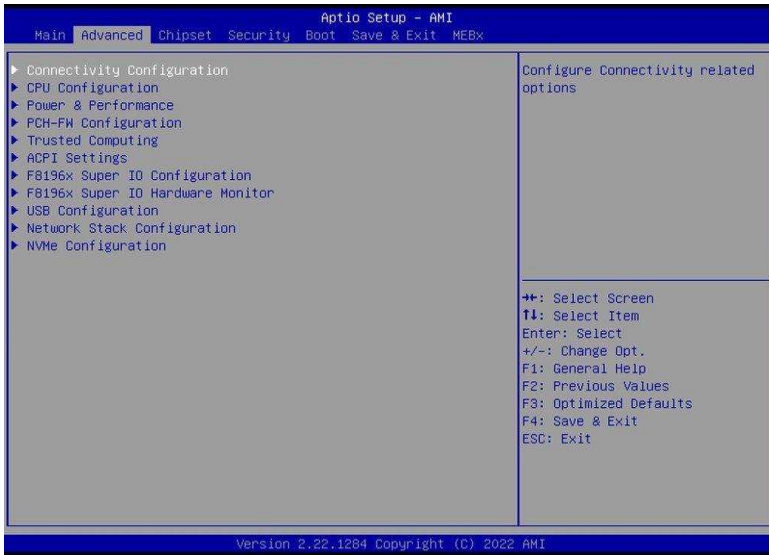 Aptio Setup - AMI
Main Advanced Chipset Security Boot Save & Exit MEBx
▶ Connectivity Configuration
▶ CPU Configuration
▶ Power & Performance
▶ PCH-FW Configuration
▶ Trusted Computing
▶ ACPI Settings
▶ F8196x Super IO Configuration
▶ F8196x Super IO Hardware Monitor
▶ USB Configuration
▶ Network Stack Configuration
▶ NVMe Configuration
Configure Connectivity related
options
→←: Select Screen
↑↓: Select Item
Enter: Select
+/-: Change Opt.
F1: General Help
F2: Previous Values
F3: Optimized Defaults
F4: Save & Exit
ESC: Exit
Version 2.22.1284 Copyright (C) 2022 AMI